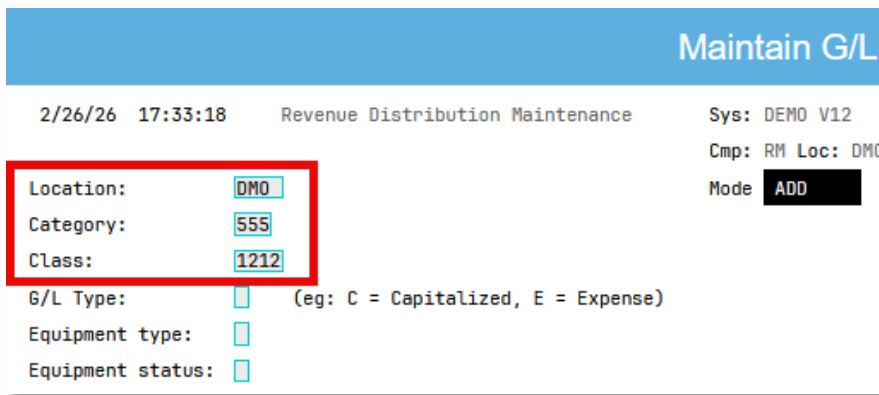 Maintain G/L
2/26/26 17:33:18 Revenue Distribution Maintenance Sys: DEMO V12
Cmp: RM Loc: DMO
Location: DMO Mode ADD
Category: 555
Class: 1212
G/L Type: (eg: C = Capitalized, E = Expense)
Equipment type:
Equipment status: